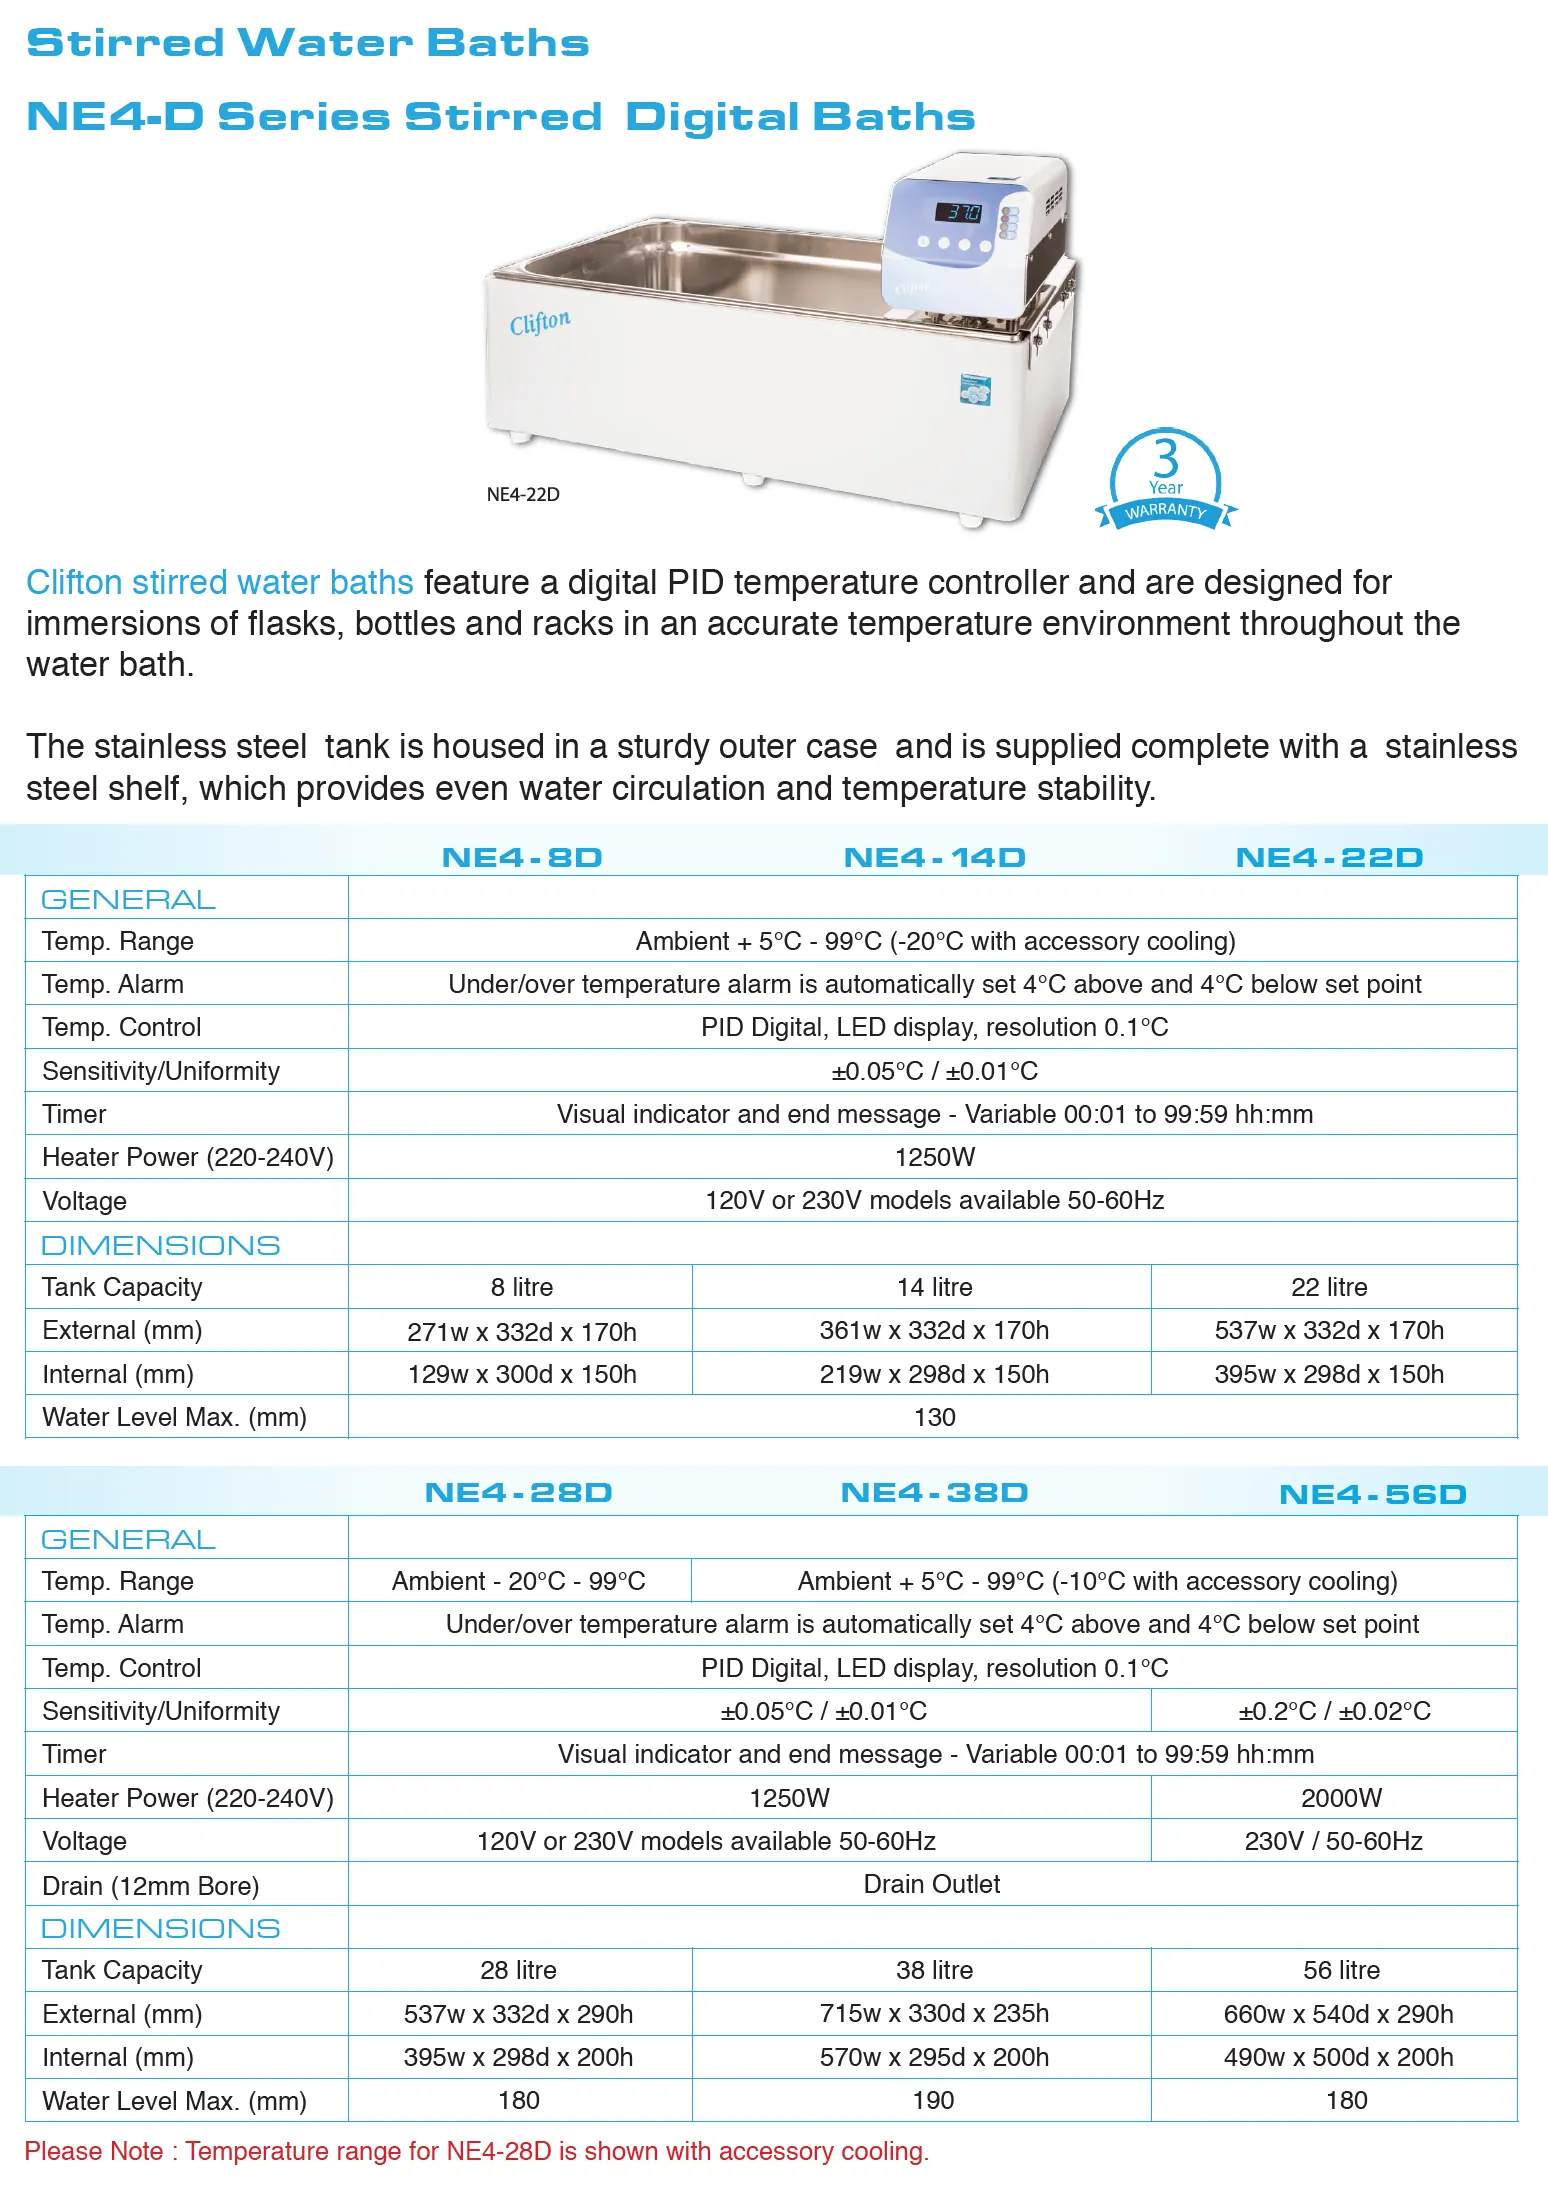 Stirred Water Baths
NE4-D Series Stirred Digital Baths
37.0
Clifton
Clifton
NE4-22D
3
Year
WARRANTY
Clifton stirred water baths feature a digital PID temperature controller and are designed for
immersions of flasks, bottles and racks in an accurate temperature environment throughout the
water bath.
The stainless steel tank is housed in a sturdy outer case and is supplied complete with a stainless
steel shelf, which provides even water circulation and temperature stability.
NE4-8D NE4-14D NE4-22D
GENERAL
Temp. Range Ambient + 5°C - 99°C (-20°C with accessory cooling)
Temp. Alarm Under/over temperature alarm is automatically set 4°C above and 4°C below set point
Temp. Control PID Digital, LED display, resolution 0.1°C
Sensitivity/Uniformity ±0.05°C / ±0.01°C
Timer Visual indicator and end message - Variable 00:01 to 99:59 hh:mm
Heater Power (220-240V) 1250W
Voltage 120V or 230V models available 50-60Hz
DIMENSIONS
Tank Capacity 8 litre 14 litre 22 litre
External (mm) 271w x 332d x 170h 361w x 332d x 170h 537w x 332d x 170h
Internal (mm) 129w x 300d x 150h 219w x 298d x 150h 395w x 298d x 150h
Water Level Max. (mm) 130
NE4-28D NE4-38D NE4-56D
GENERAL
Temp. Range Ambient - 20°C - 99°C Ambient + 5°C - 99°C (-10°C with accessory cooling)
Temp. Alarm Under/over temperature alarm is automatically set 4°C above and 4°C below set point
Temp. Control PID Digital, LED display, resolution 0.1°C
Sensitivity/Uniformity ±0.05°C / ±0.01°C ±0.2°C / ±0.02°C
Timer Visual indicator and end message - Variable 00:01 to 99:59 hh:mm
Heater Power (220-240V) 1250W 2000W
Voltage 120V or 230V models available 50-60Hz 230V / 50-60Hz
Drain (12mm Bore) Drain Outlet
DIMENSIONS
Tank Capacity 28 litre 38 litre 56 litre
External (mm) 537w x 332d x 290h 715w x 330d x 235h 660w x 540d x 290h
Internal (mm) 395w x 298d x 200h 570w x 295d x 200h 490w x 500d x 200h
Water Level Max. (mm) 180 190 180
Please Note : Temperature range for NE4-28D is shown with accessory cooling.